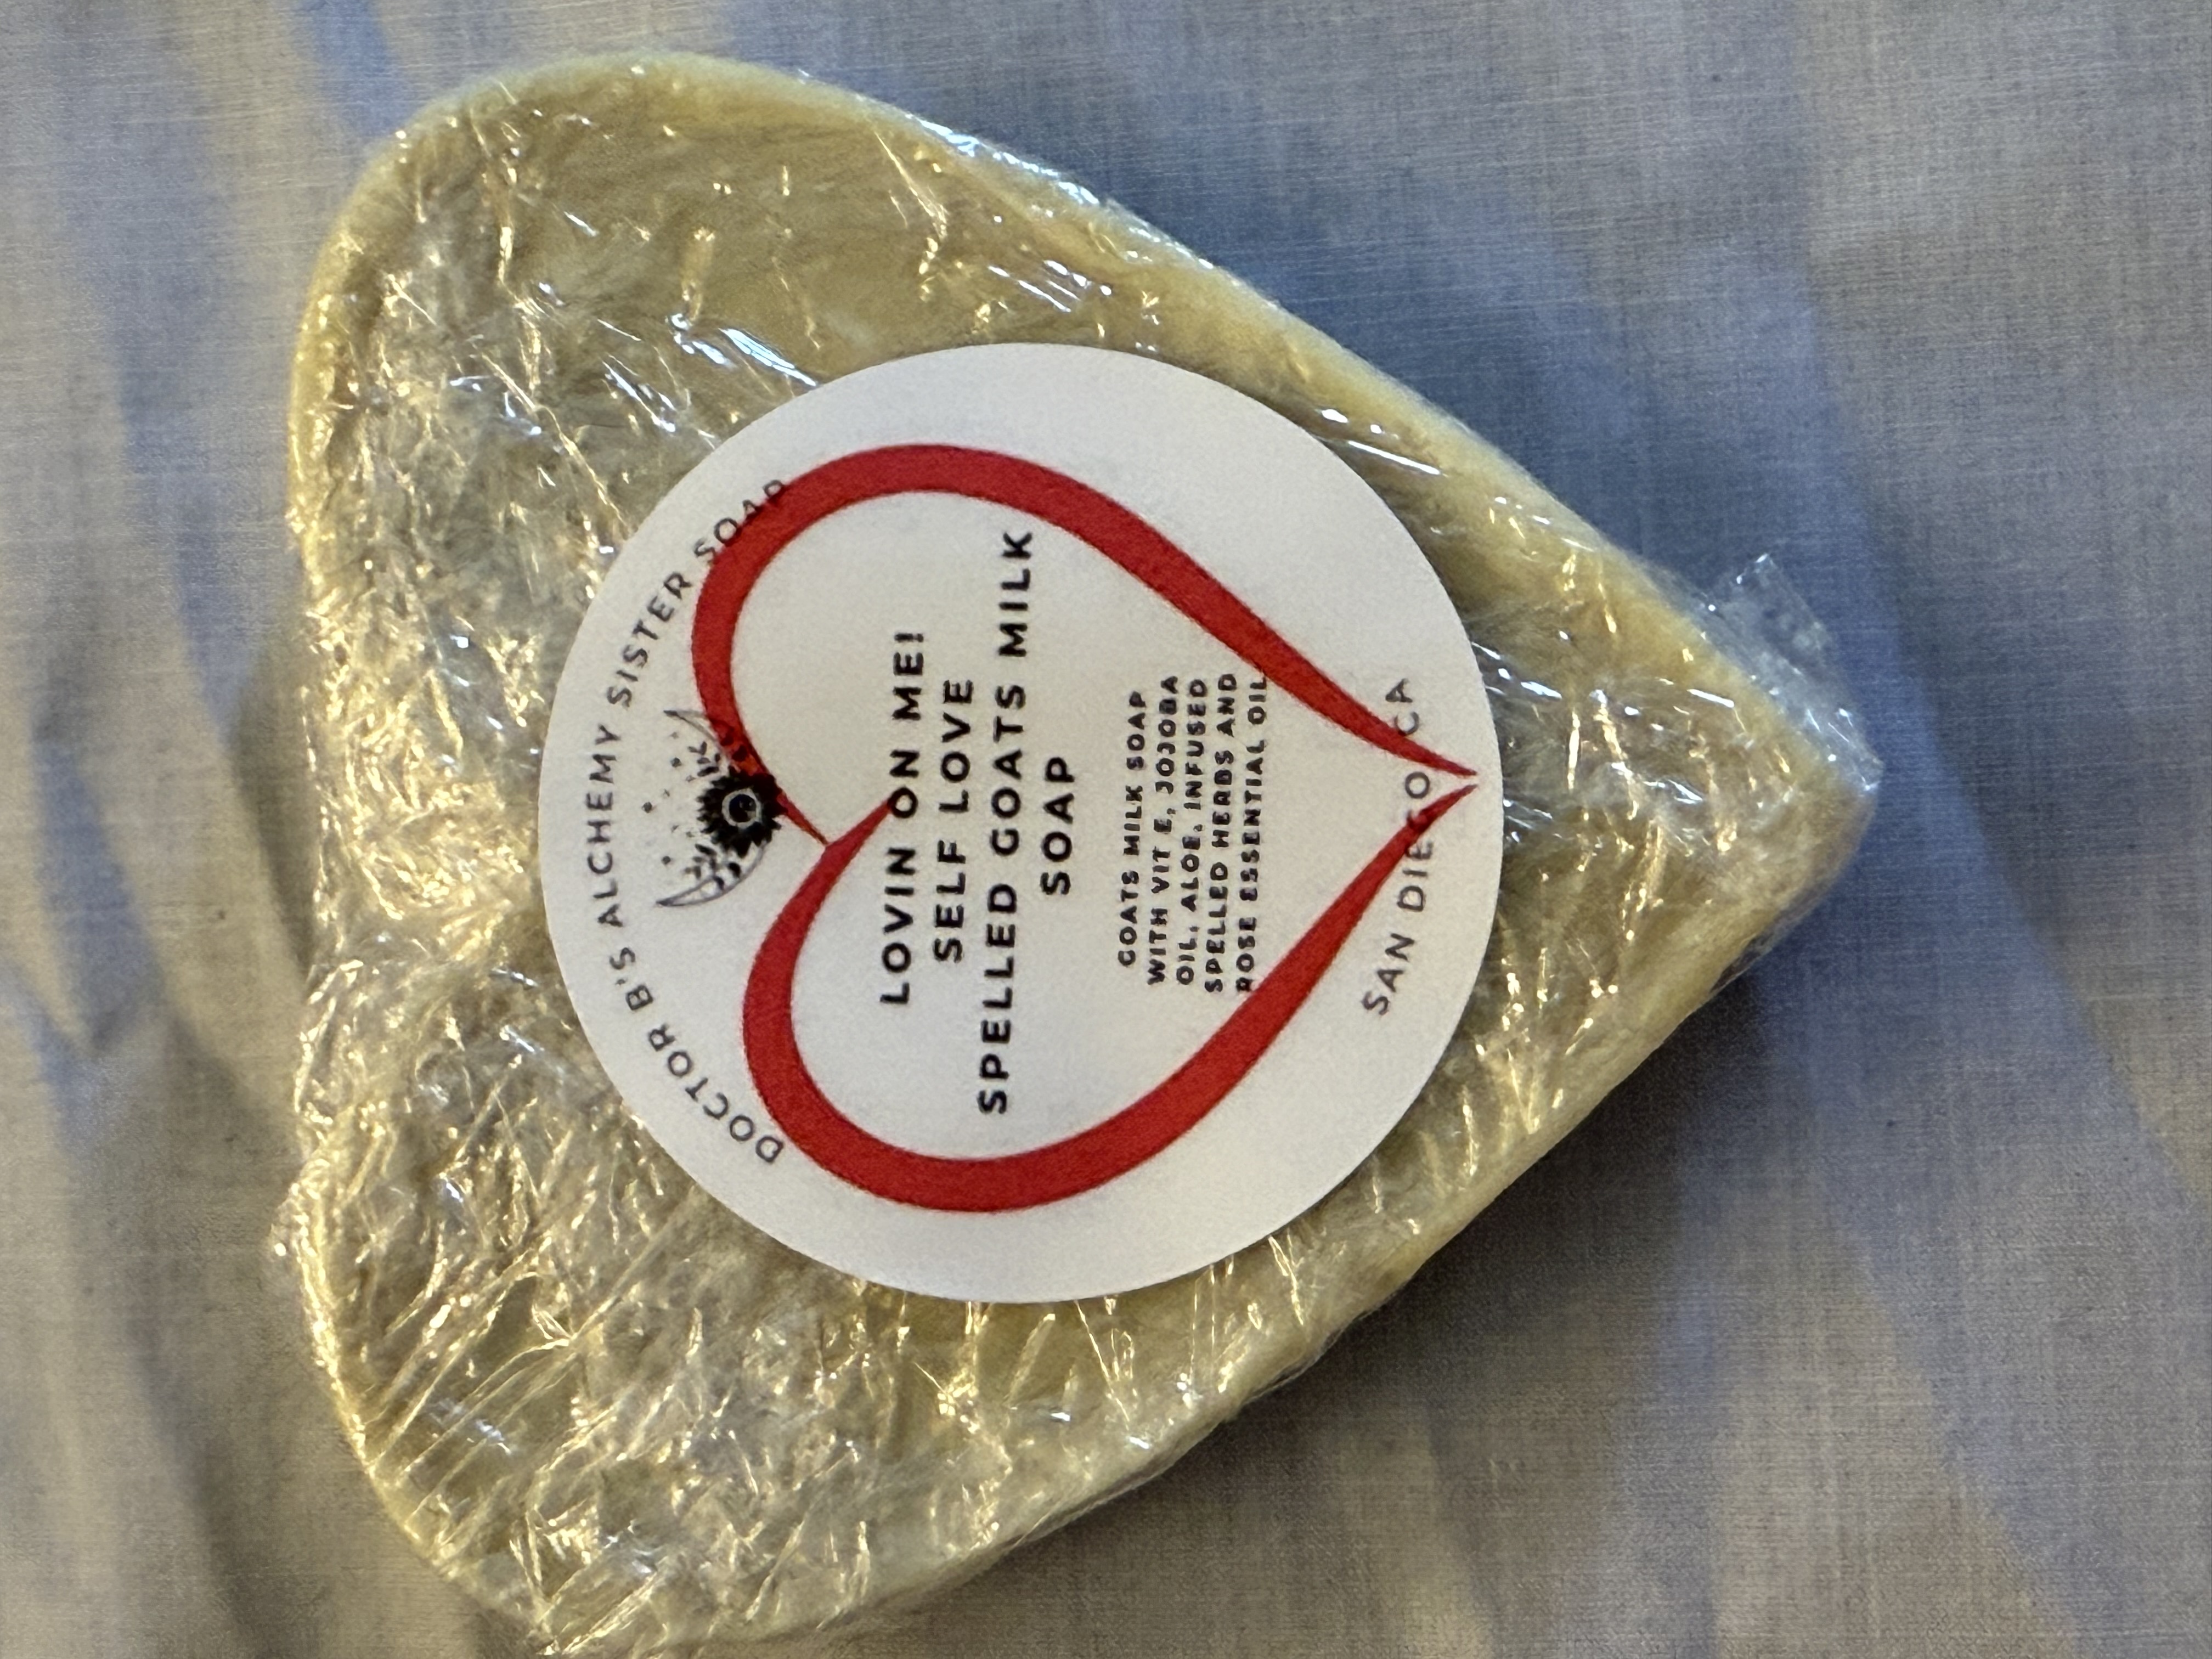 DOCTOR B'S ALCHEMY SISTER SOAP
LOVIN ON ME!
SELF LOVE
SPELLED GOATS MILK
SOAP
GOATS MILK SOAP
WITH VIT E, JOJOBA
OIL, ALOE, INFUSED
SPELLED HERBS AND
ROSE ESSENTIAL OIL
SAN DIEGO CA